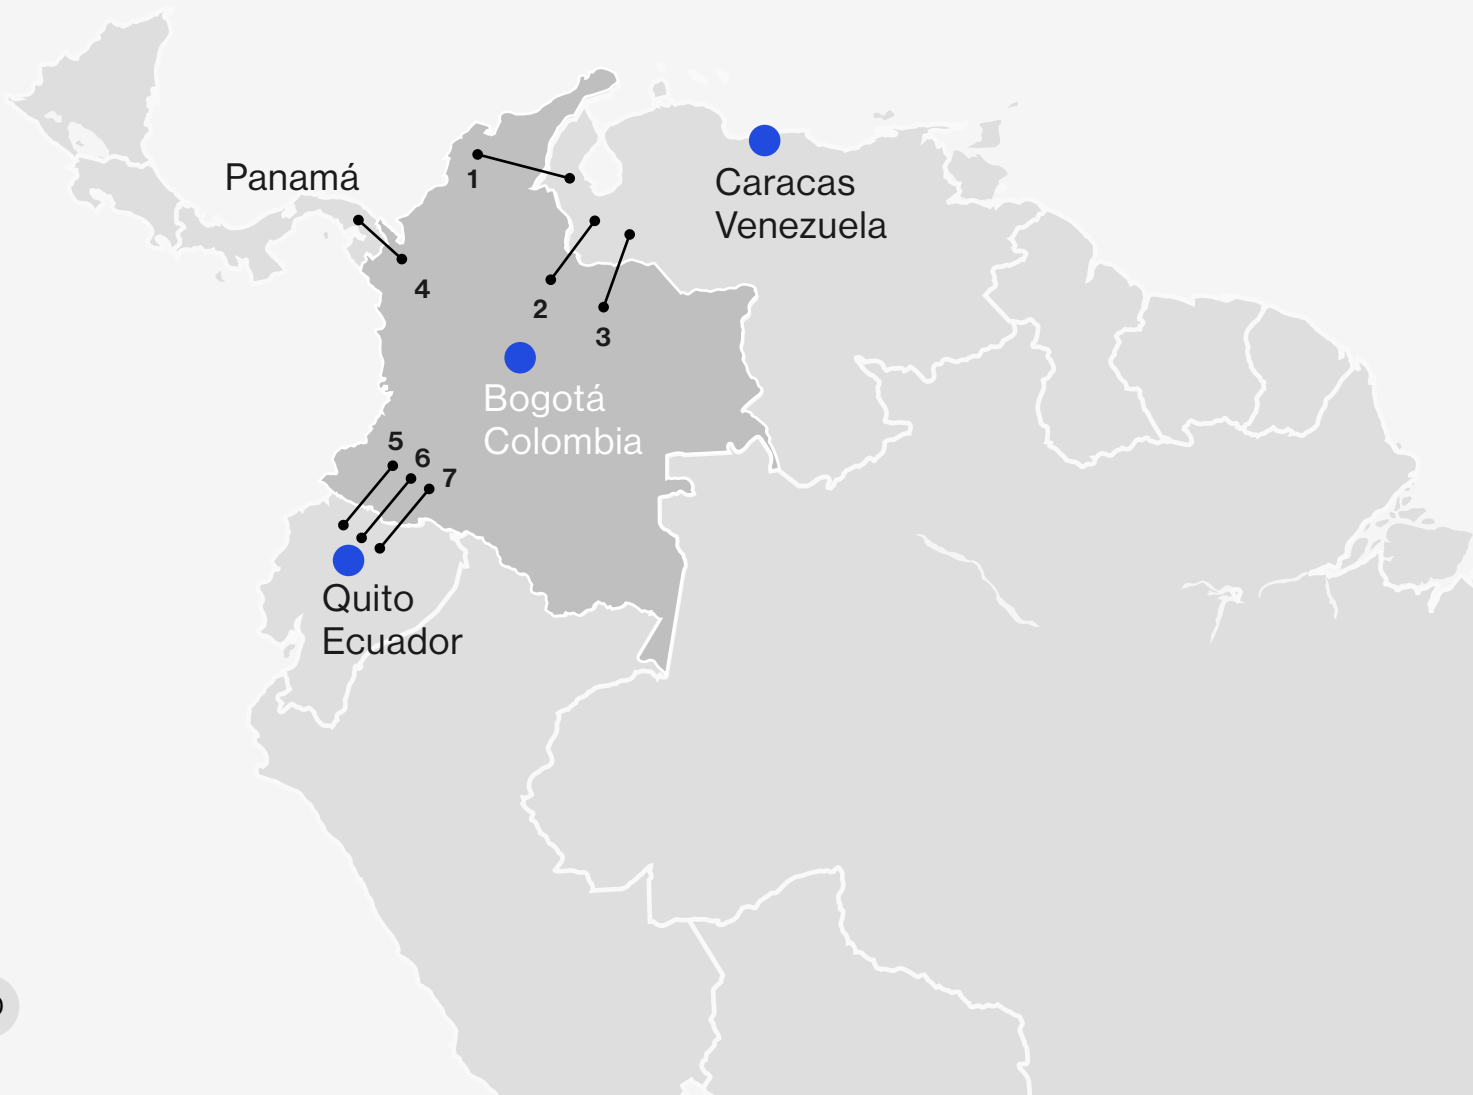 Panamá
1
Caracas
Venezuela
4
2
3
Bogotá
Colombia
5
6
7
Quito
Ecuador